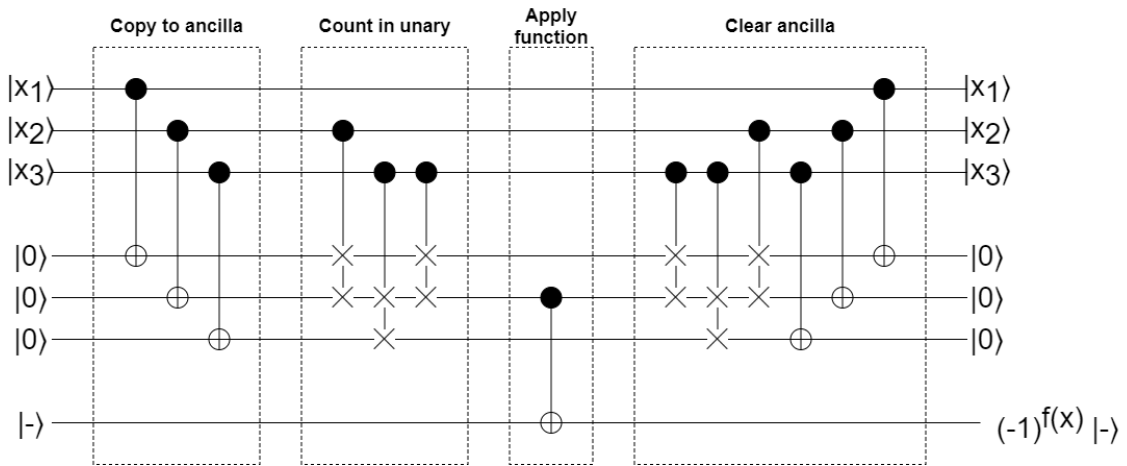 Copy to ancilla
Count in unary
Apply
function
Clear ancilla
|x1⟩
|x1⟩
|x2⟩
|x2⟩
|x3⟩
|x3⟩
|0⟩
|0⟩
|0⟩
|0⟩
|0⟩
|0⟩
|-⟩
(-1)f(x) |-⟩